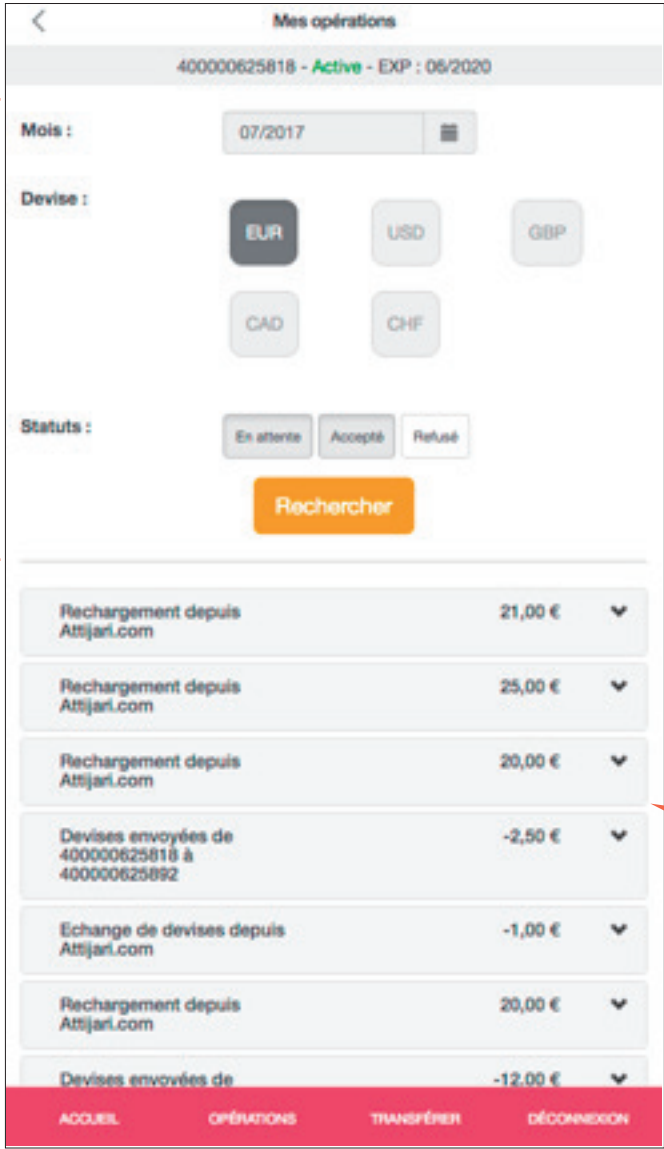 Mes opérations
400000625818 - Active - EXP : 06/2020
Mois :
07/2017
Devise :
EUR
USD
GBP
CAD
CHF
Statuts :
En attente
Accepté
Refusé
Rechercher
Rechargement depuis
Attijari.com
21,00 €
Rechargement depuis
Attijari.com
25,00 €
Rechargement depuis
Attijari.com
20,00 €
Devises envoyées de
400000625818 à
400000625892
-2,50 €
Echange de devises depuis
Attijari.com
-1,00 €
Rechargement depuis
Attijari.com
20,00 €
Devises envoyées de
-12,00 €
ACCUEIL
OPÉRATIONS
TRANSFÉRER
DÉCONNEXION